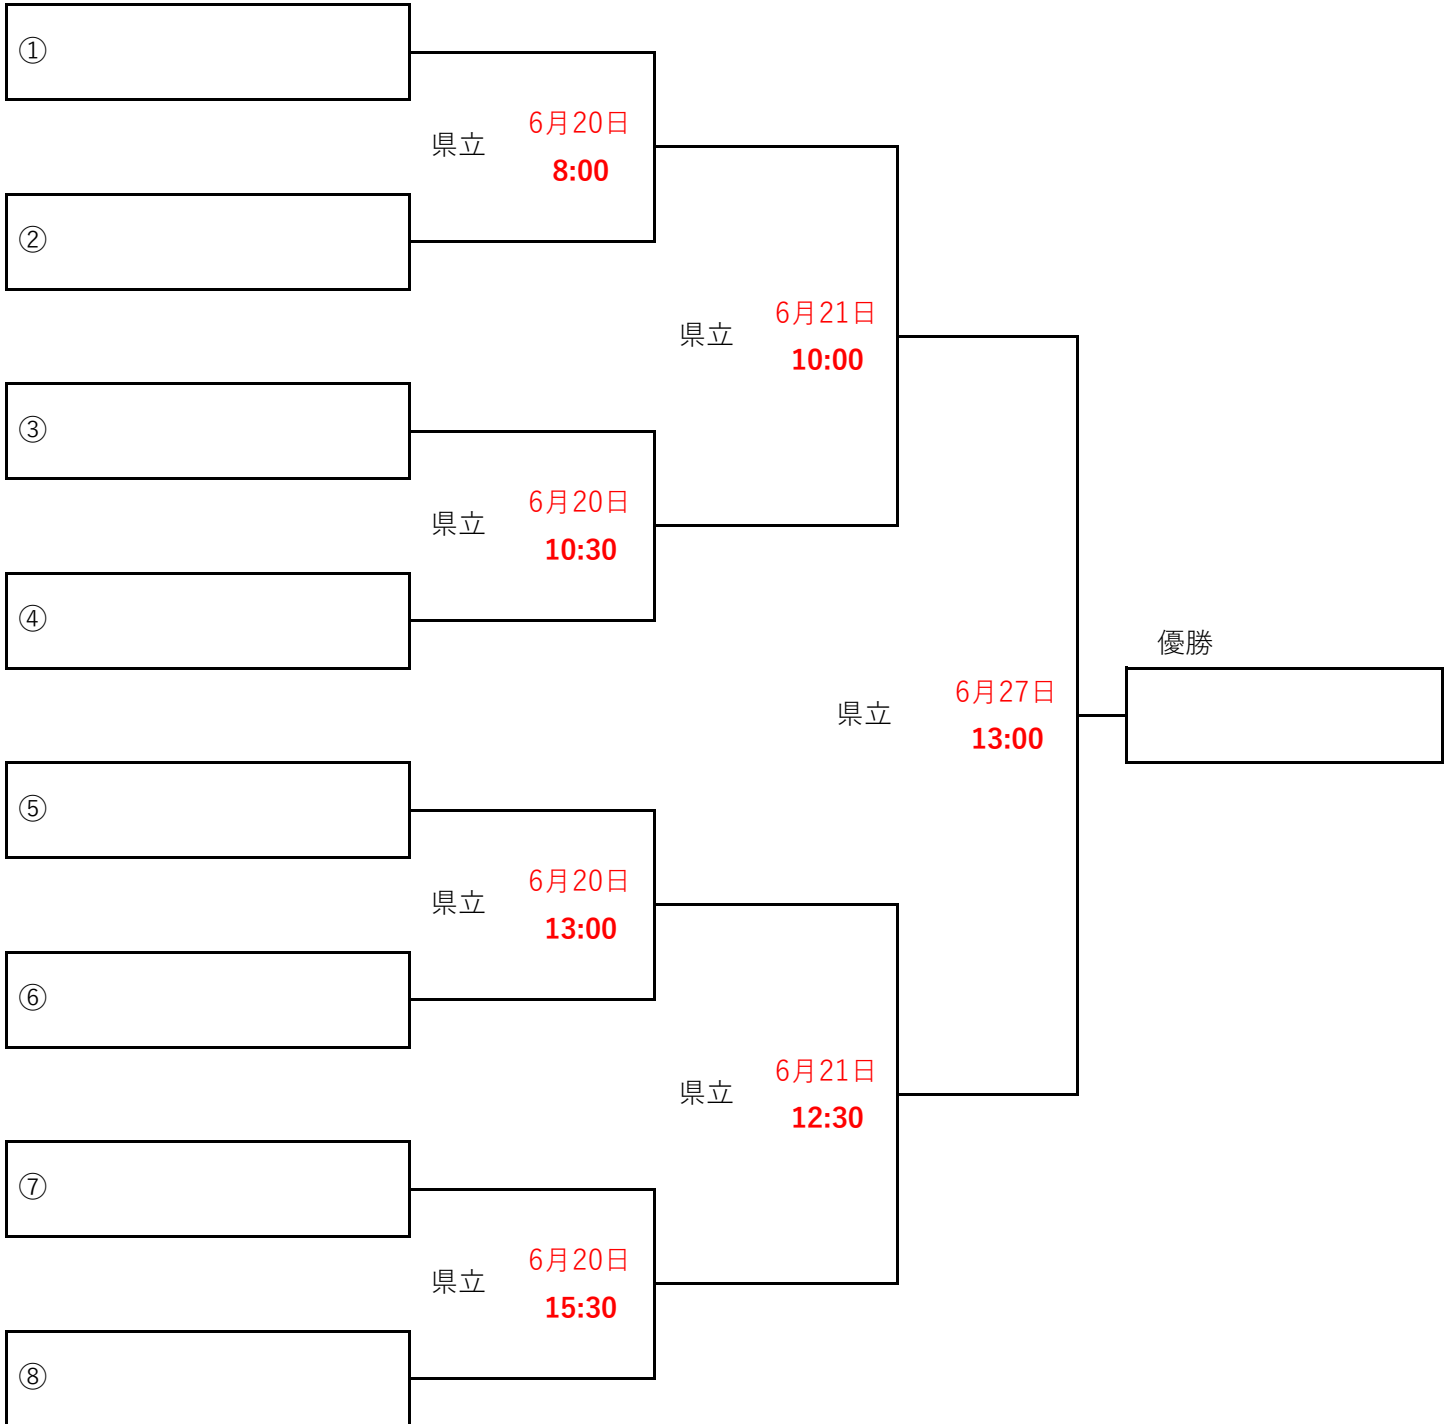 ①
県立
6月20日
8:00
②
県立
6月21日
10:00
③
県立
6月20日
10:30
④
優勝
県立
6月27日
13:00
⑤
県立
6月20日
13:00
⑥
県立
6月21日
12:30
⑦
県立
6月20日
15:30
⑧